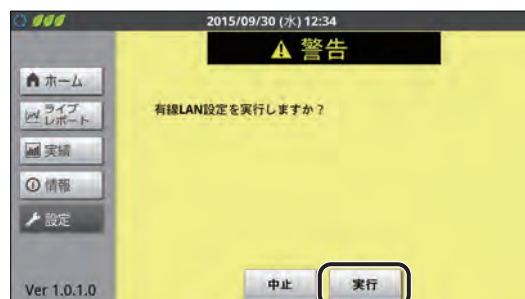 2015/09/30 (水) 12:34
警告
ホーム
ライブ
レポート
実績
情報
設定
有線LAN設定を実行しますか？
中止
実行
Ver 1.0.1.0